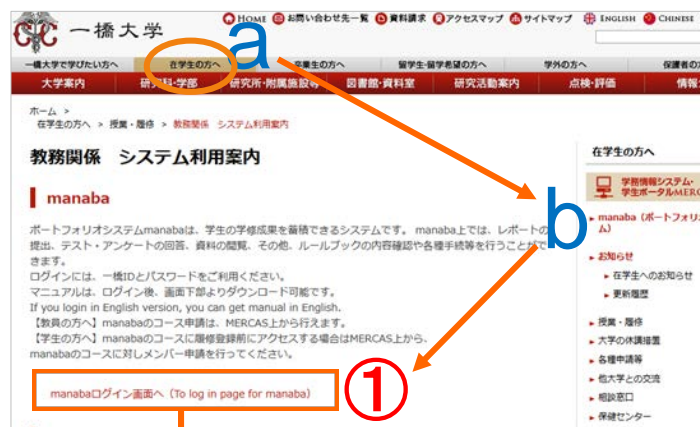 一橋大学
HOME お問い合わせ先一覧 資料請求 アクセスマップ サイトマップ ENGLISH CHINESE
一橋大学で学びたい方へ 在学生の方へ 卒業生の方へ 留学生・留学希望の方へ 学外の方へ 保護者の方
大学案内 研究科・学部 研究所・附属施設等 図書館・資料室 研究活動案内 点検・評価 情報
a
ホーム >
在学生の方へ > 授業・履修 > 教務関係 システム利用案内
教務関係 システム利用案内
manaba
ポートフォリオシステムmanabaは、学生の学修成果を蓄積できるシステムです。 manaba上では、レポートの
提出、テスト・アンケートの回答、資料の閲覧、その他、ルールブックの内容確認や各種手続等を行うことがで
きます。
ログインには、一橋IDとパスワードをご利用ください。
マニュアルは、ログイン後、画面下部よりダウンロード可能です。
If you login in English version, you can get manual in English.
【教員の方へ】manabaのコース申請は、MERCAS上から行えます。
【学生の方へ】manabaのコースに履修登録前にアクセスする場合はMERCAS上から、
manabaのコースに対しメンバー申請を行ってください。
manabaログイン画面へ（To log in page for manaba）
①
b
在学生の方へ
学務情報システム・
学生ポータルMERC
manaba（ポートフォリオ
ム）
お知らせ
在学生へのお知らせ
更新履歴
授業・履修
大学の休講措置
各種申請等
他大学との交流
相談窓口
保健センター